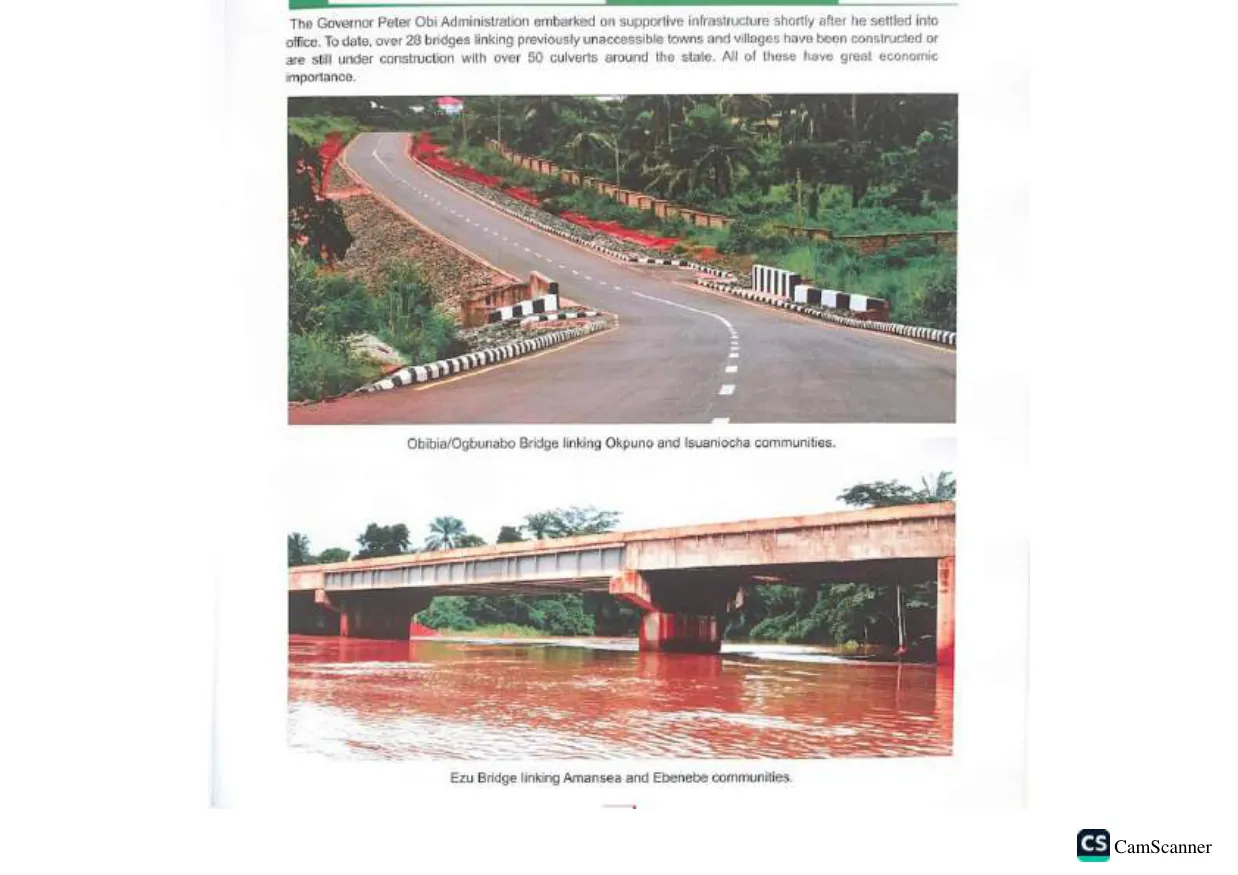 The Governor Peter Obi Administration embarked on supportive infrastructure shortly after he settled into
office. To date, over 28 bridges linking previously unaccessible towns and villages have been constructed or
are still under construction with over 50 culverts around the state. All of these have great economic
importance.
Obibia/Ogbunabo Bridge linking Okpuno and Isuaniocha communities.
Ezu Bridge linking Amansea and Ebenebe communities.
CS CamScanner